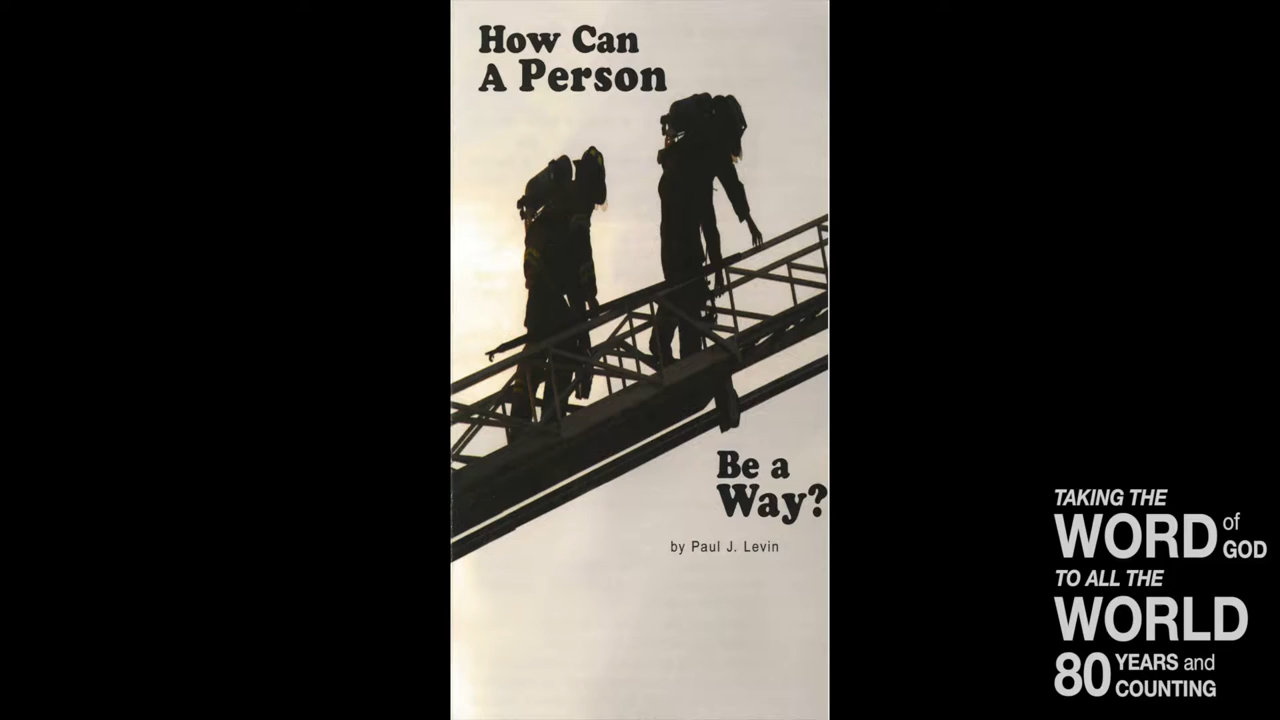 How Can
A Person
Be a
Way?
by Paul J. Levin
TAKING THE
WORD of
GOD
TO ALL THE
WORLD
80 YEARS and
COUNTING